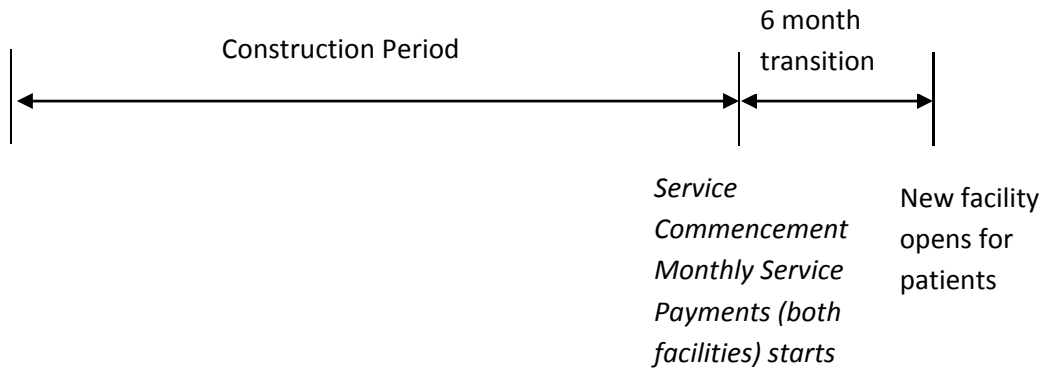 Construction Period
6 month
transition
Service
Commencement
Monthly Service
Payments (both
facilities) starts
New facility
opens for
patients